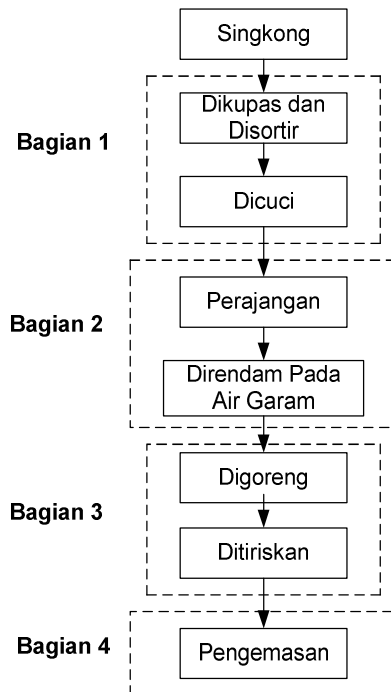 Singkong
Bagian 1
Dikupas dan
Disortir
Dicuci
Bagian 2
Perajangan
Direndam Pada
Air Garam
Bagian 3
Digoreng
Ditiriskan
Bagian 4
Pengemasan